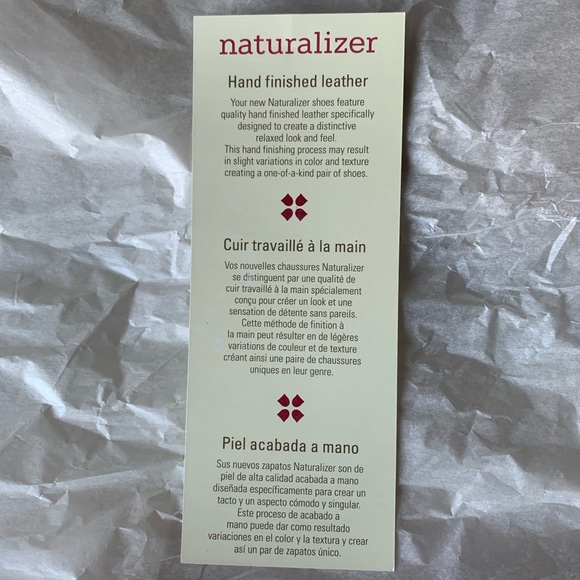 naturalizer
Hand finished leather
Your new Naturalizer shoes feature
quality hand finished leather specifically
designed to create a distinctive
relaxed look and feel.
This hand finishing process may result
in slight variations in color and texture
creating a one-of-a-kind pair of shoes.
Cuir travaillé à la main
Vos nouvelles chaussures Naturalizer
se distinguent par une qualité de
cuir travaillé à la main spécialement
conçu pour créer un look et une
sensation de détente sans pareils.
Cette méthode de finition à
la main peut résulter en de légères
variations de couleur et de texture
créant ainsi une paire de chaussures
uniques en leur genre.
Piel acabada a mano
Sus nuevos zapatos Naturalizer son de
piel de alta calidad acabada a mano
diseñada específicamente para crear un
tacto y un aspecto cómodo y singular.
Este proceso de acabado a
mano puede dar como resultado
variaciones en el color y la textura y crear
así un par de zapatos único.